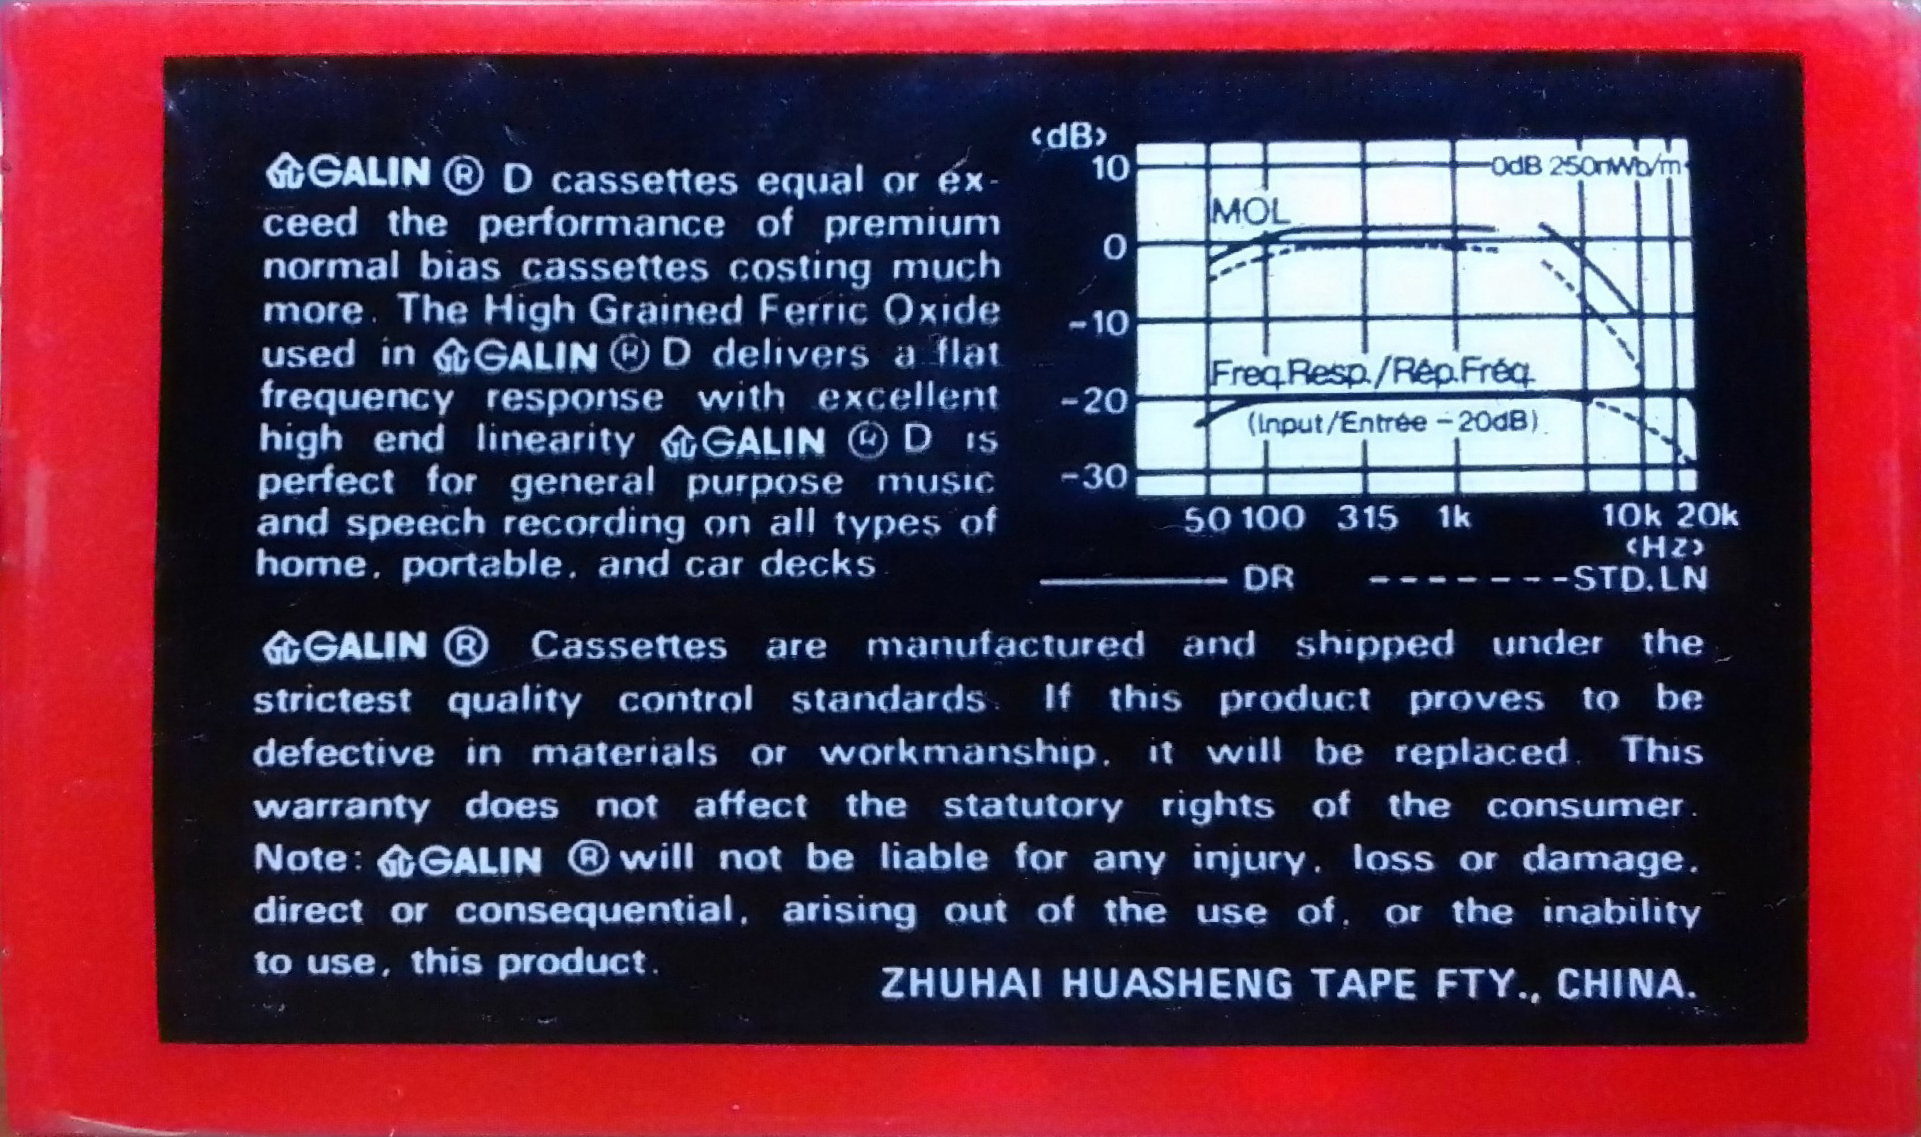 GALIN ® D cassettes equal or ex-
ceed the performance of premium
normal bias cassettes costing much
more. The High Grained Ferric Oxide
used in GALIN ® D delivers a flat
frequency response with excellent
high end linearity GALIN ® D is
perfect for general purpose music
and speech recording on all types of
home, portable, and car decks.
<dB>
10
0
-10
-20
-30
0dB 250nWb/m
MOL
Freq.Resp./Rép.Fréq.
(Input/Entrée -20dB)
50 100 315 1k 10k 20k
<Hz>
DR STD.LN
GALIN ® Cassettes are manufactured and shipped under the
strictest quality control standards. If this product proves to be
defective in materials or workmanship, it will be replaced. This
warranty does not affect the statutory rights of the consumer.
Note: GALIN ® will not be liable for any injury, loss or damage,
direct or consequential, arising out of the use of, or the inability
to use, this product.
ZHUHAI HUASHENG TAPE FTY., CHINA.